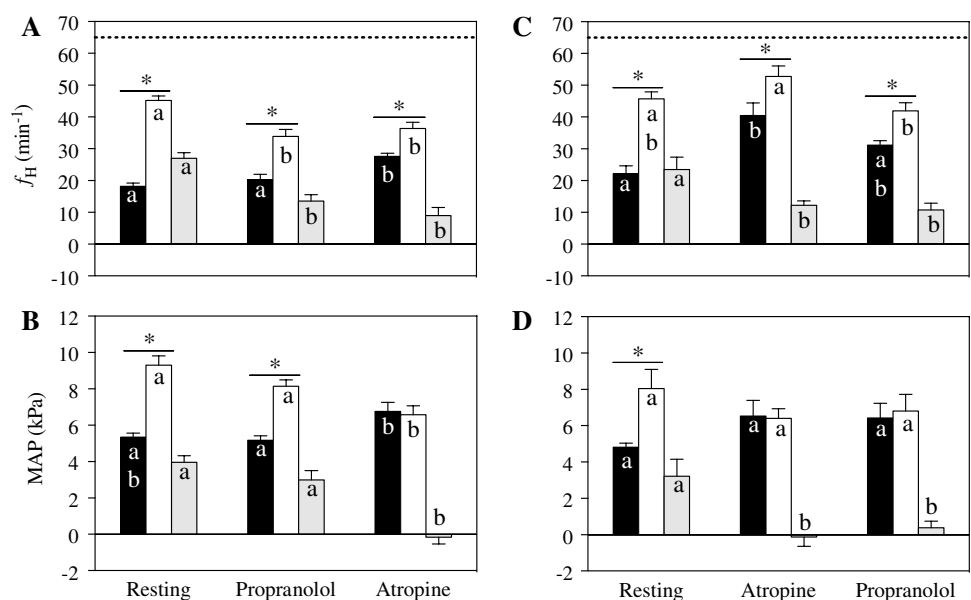 A
70
60
50
40
30
20
10
0
-10
f_H (min⁻¹)
*
*
*
a
a
a
a
b
b
b
b
b
C
70
60
50
40
30
20
10
0
-10
*
*
*
a
a
b
a
b
a
b
a
b
b
b
B
12
10
8
6
4
2
0
-2
MAP (kPa)
*
*
a
b
a
a
a
a
a
b
b
b
Resting Propranolol Atropine
D
12
10
8
6
4
2
0
-2
*
a
a
a
a
a
b
a
a
b
Resting Atropine Propranolol